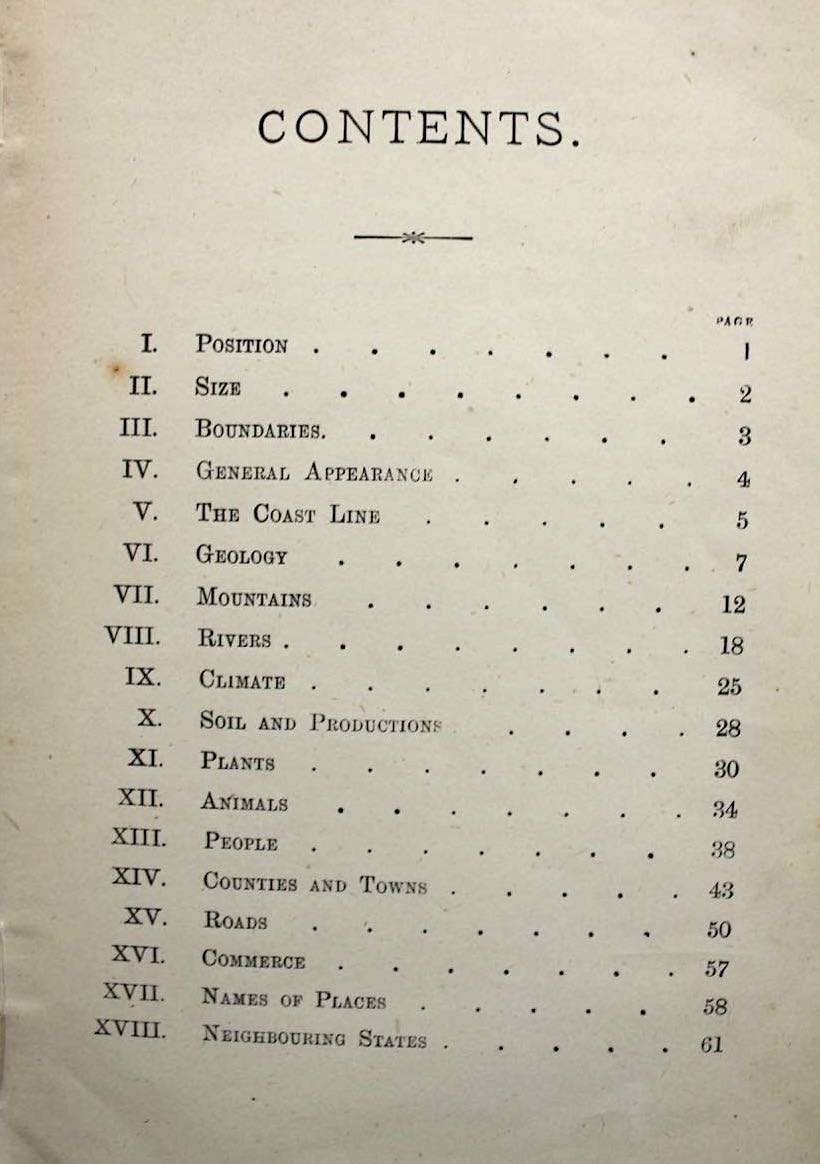 CONTENTS.
PAGE
I. POSITION . . . . . . . 1
II. SIZE . . . . . . . . 2
III. BOUNDARIES. . . . . . . 3
IV. GENERAL APPEARANCE . . . . . 4
V. THE COAST LINE . . . . . 5
VI. GEOLOGY . . . . . . . 7
VII. MOUNTAINS . . . . . . 12
VIII. RIVERS . . . . . . . . 18
IX. CLIMATE . . . . . . . 25
X. SOIL AND PRODUCTIONS . . . . 28
XI. PLANTS . . . . . . . 30
XII. ANIMALS . . . . . . . 34
XIII. PEOPLE . . . . . . . 38
XIV. COUNTIES AND TOWNS . . . . . 43
XV. ROADS . . . . . . . 50
XVI. COMMERCE . . . . . . . 57
XVII. NAMES OF PLACES . . . . . 58
XVIII. NEIGHBOURING STATES . . . . . 61